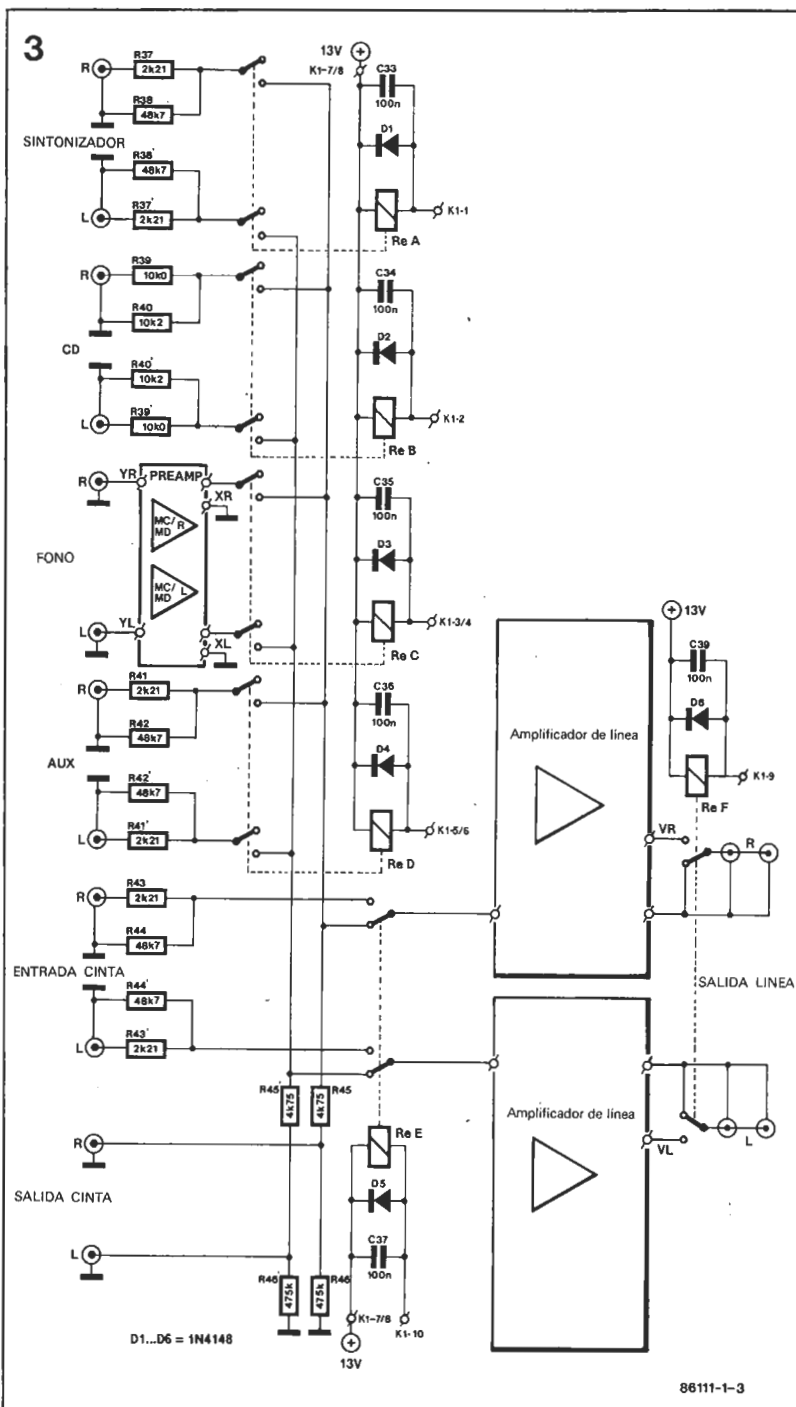 3
13V
K1-7/8
C33
100n
D1
K1-1
Re A
R
R37
2k21
R38
48k7
SINTONIZADOR
R38'
48k7
R37'
L
2k21
R
R39
10k0
R40
10k2
CD
R40'
10k2
R39'
L
10k0
C34
100n
D2
K1-2
Re B
R
YR
PREAMP
XR
MC/
MD
R
FONO
MC/
MD
L
L
YL
XL
C35
100n
D3
K1-3/4
Re C
R
R41
2k21
R42
48k7
AUX
R42'
48k7
R41'
L
2k21
C36
100n
D4
K1-5/6
Re D
R
R43
2k21
R44
48k7
ENTRADA CINTA
R44'
48k7
R43'
L
2k21
R45'
4k75
R45
4k75
R
SALIDA CINTA
L
R46'
475k
R46
475k
Re E
D5
C37
100n
K1-7/8
K1-10
13V
Amplificador de línea
Amplificador de línea
13V
C39
100n
D6
K1-9
Re F
VR
R
SALIDA LINEA
VL
L
D1...D6 = 1N4148
86111-1-3